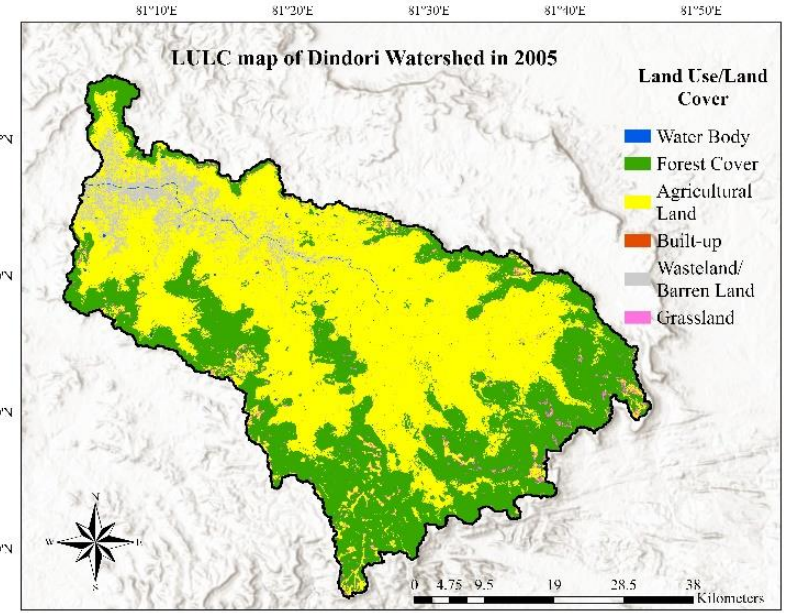 81°10'E 81°20'E 81°30'E 81°40'E 81°50'E
LULC map of Dindori Watershed in 2005
Land Use/Land
Cover
Water Body
Forest Cover
Agricultural
Land
Built-up
Wasteland/
Barren Land
Grassland
N
W E
S
0 4.75 9.5 19 28.5 38
Kilometers